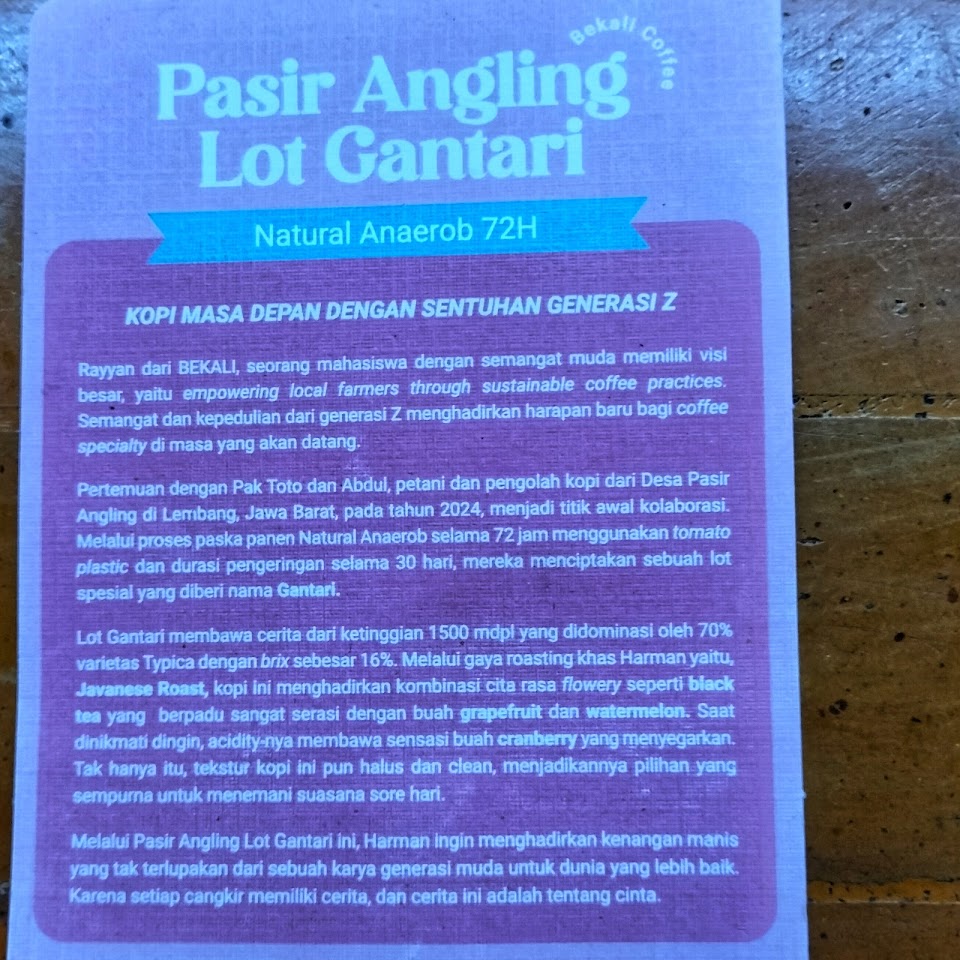 Bekali Coffee
Pasir Angling
Lot Gantari
Natural Anaerob 72H
KOPI MASA DEPAN DENGAN SENTUHAN GENERASI Z
Rayyan dari BEKALI, seorang mahasiswa dengan semangat muda memiliki visi
besar, yaitu empowering local farmers through sustainable coffee practices.
Semangat dan kepedulian dari generasi Z menghadirkan harapan baru bagi coffee
specialty di masa yang akan datang.
Pertemuan dengan Pak Toto dan Abdul, petani dan pengolah kopi dari Desa Pasir
Angling di Lembang, Jawa Barat, pada tahun 2024, menjadi titik awal kolaborasi.
Melalui proses paska panen Natural Anaerob selama 72 jam menggunakan tomato
plastic dan durasi pengeringan selama 30 hari, mereka menciptakan sebuah lot
spesial yang diberi nama Gantari.
Lot Gantari membawa cerita dari ketinggian 1500 mdpl yang didominasi oleh 70%
varietas Typica dengan brix sebesar 16%. Melalui gaya roasting khas Harman yaitu,
Javanese Roast, kopi ini menghadirkan kombinasi cita rasa flowery seperti black
tea yang berpadu sangat serasi dengan buah grapefruit dan watermelon. Saat
dinikmati dingin, acidity-nya membawa sensasi buah cranberry yang menyegarkan.
Tak hanya itu, tekstur kopi ini pun halus dan clean, menjadikannya pilihan yang
sempurna untuk menemani suasana sore hari.
Melalui Pasir Angling Lot Gantari ini, Harman ingin menghadirkan kenangan manis
yang tak terlupakan dari sebuah karya generasi muda untuk dunia yang lebih baik.
Karena setiap cangkir memiliki cerita, dan cerita ini adalah tentang cinta.